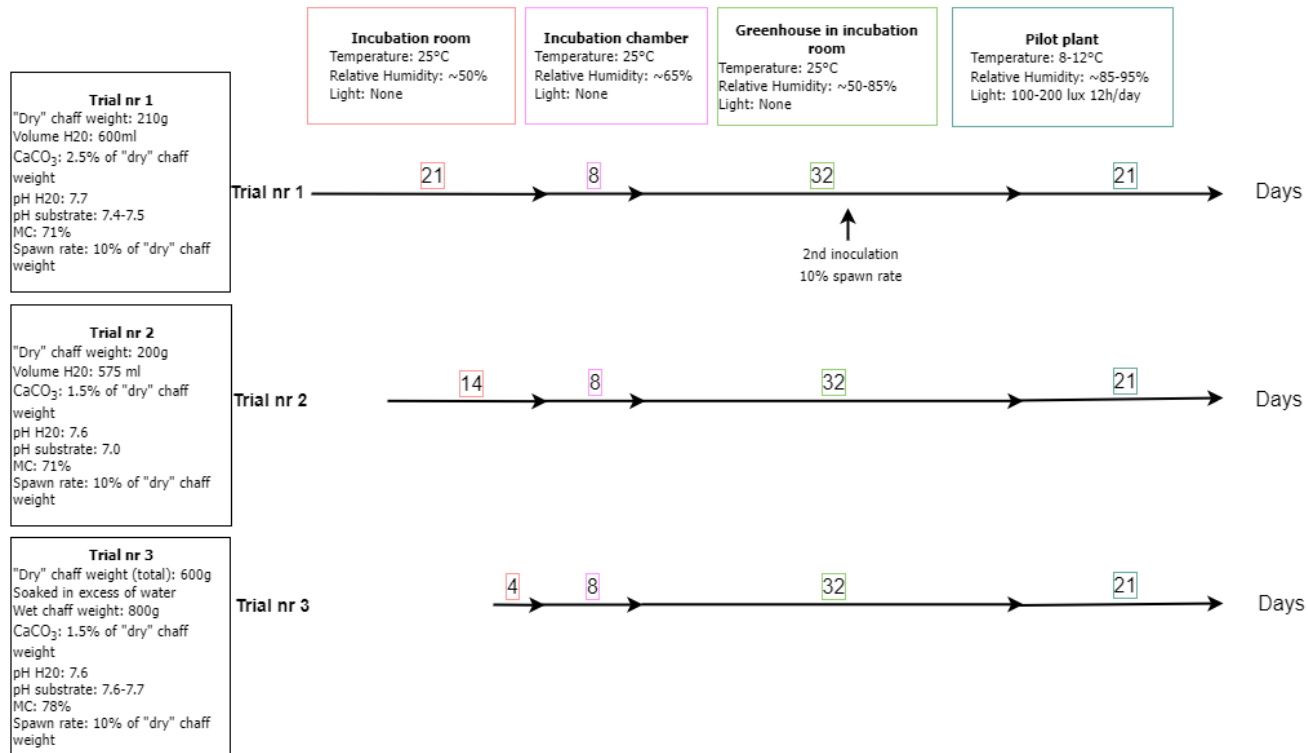 Incubation room
Temperature: 25°C
Relative Humidity: ~50%
Light: None
Incubation chamber
Temperature: 25°C
Relative Humidity: ~65%
Light: None
Greenhouse in incubation
room
Temperature: 25°C
Relative Humidity: ~50-85%
Light: None
Pilot plant
Temperature: 8-12°C
Relative Humidity: ~85-95%
Light: 100-200 lux 12h/day
Trial nr 1
"Dry" chaff weight: 210g
Volume H20: 600ml
CaCO₃: 2.5% of "dry" chaff
weight
pH H20: 7.7
pH substrate: 7.4-7.5
MC: 71%
Spawn rate: 10% of "dry" chaff
weight
Trial nr 1
21
8
32
21
Days
2nd inoculation
10% spawn rate
Trial nr 2
"Dry" chaff weight: 200g
Volume H20: 575 ml
CaCO₃: 1.5% of "dry" chaff
weight
pH H20: 7.6
pH substrate: 7.0
MC: 71%
Spawn rate: 10% of "dry" chaff
weight
Trial nr 2
14
8
32
21
Days
Trial nr 3
"Dry" chaff weight (total): 600g
Soaked in excess of water
Wet chaff weight: 800g
CaCO₃: 1.5% of "dry" chaff
weight
pH H20: 7.6
pH substrate: 7.6-7.7
MC: 78%
Spawn rate: 10% of "dry" chaff
weight
Trial nr 3
4
8
32
21
Days